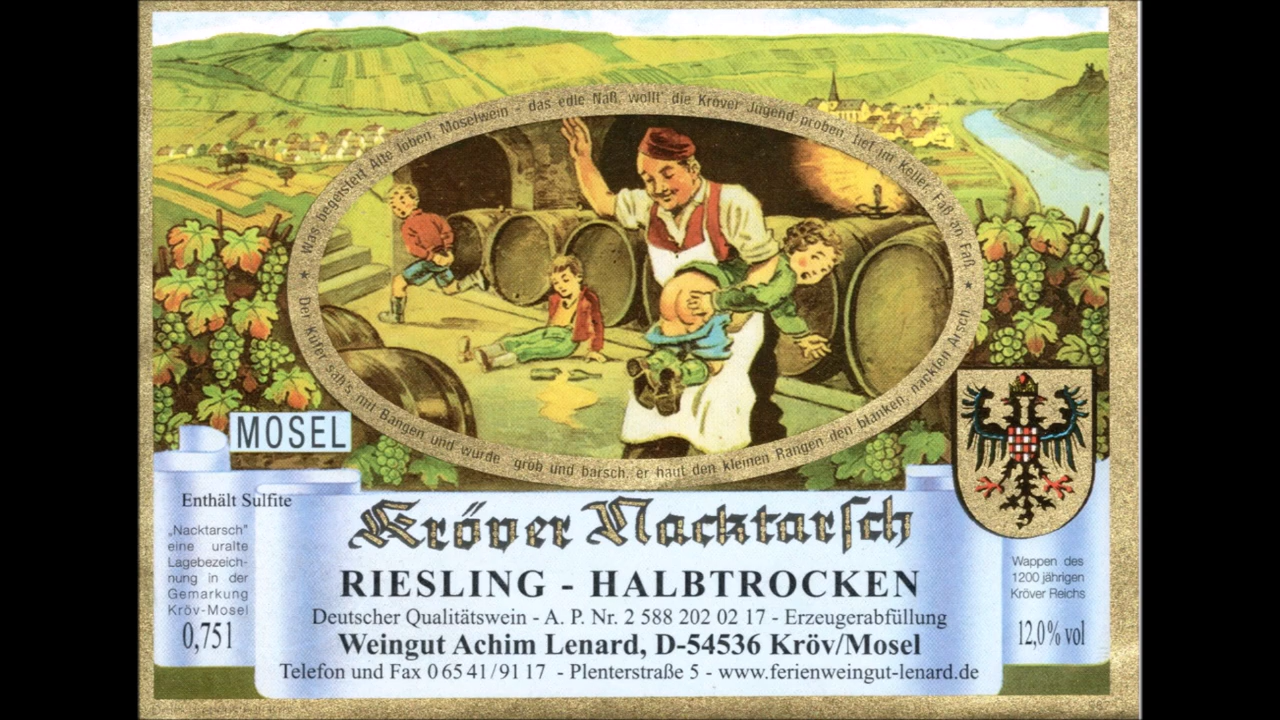 ★ Was begeistert Alte loben, Moselwein - das edle Naß, wollt' die Kröver Jugend proben, tief im Keller, Faß an Faß. ★
Der Küfer sah's mit Bangen und wurde grob und barsch, er haut den kleinen Rangen den blanken, nackten Arsch
MOSEL
Enthält Sulfite
„Nacktarsch"
eine uralte
Lagebezeich-
nung in der
Gemarkung
Kröv-Mosel
0,75l
Kröver Nacktarſch
RIESLING - HALBTROCKEN
Deutscher Qualitätswein - A. P. Nr. 2 588 202 02 17 - Erzeugerabfüllung
Weingut Achim Lenard, D-54536 Kröv/Mosel
Telefon und Fax 0 65 41/91 17 - Plenterstraße 5 - www.ferienweingut-lenard.de
Wappen des
1200 jährigen
Kröver Reichs
12,0% vol